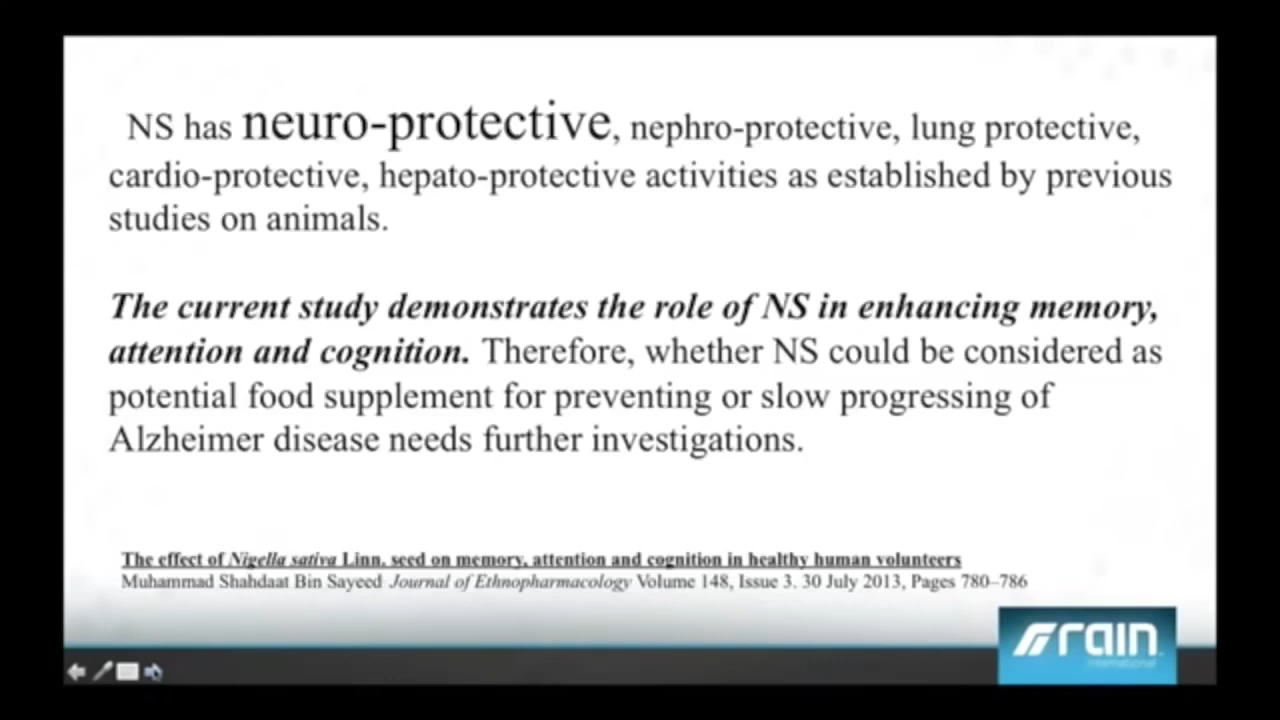 NS has neuro-protective, nephro-protective, lung protective,
cardio-protective, hepato-protective activities as established by previous
studies on animals.
The current study demonstrates the role of NS in enhancing memory,
attention and cognition. Therefore, whether NS could be considered as
potential food supplement for preventing or slow progressing of
Alzheimer disease needs further investigations.
The effect of Nigella sativa Linn. seed on memory, attention and cognition in healthy human volunteers
Muhammad Shahdaat Bin Sayeed Journal of Ethnopharmacology Volume 148, Issue 3. 30 July 2013, Pages 780–786
rain
international